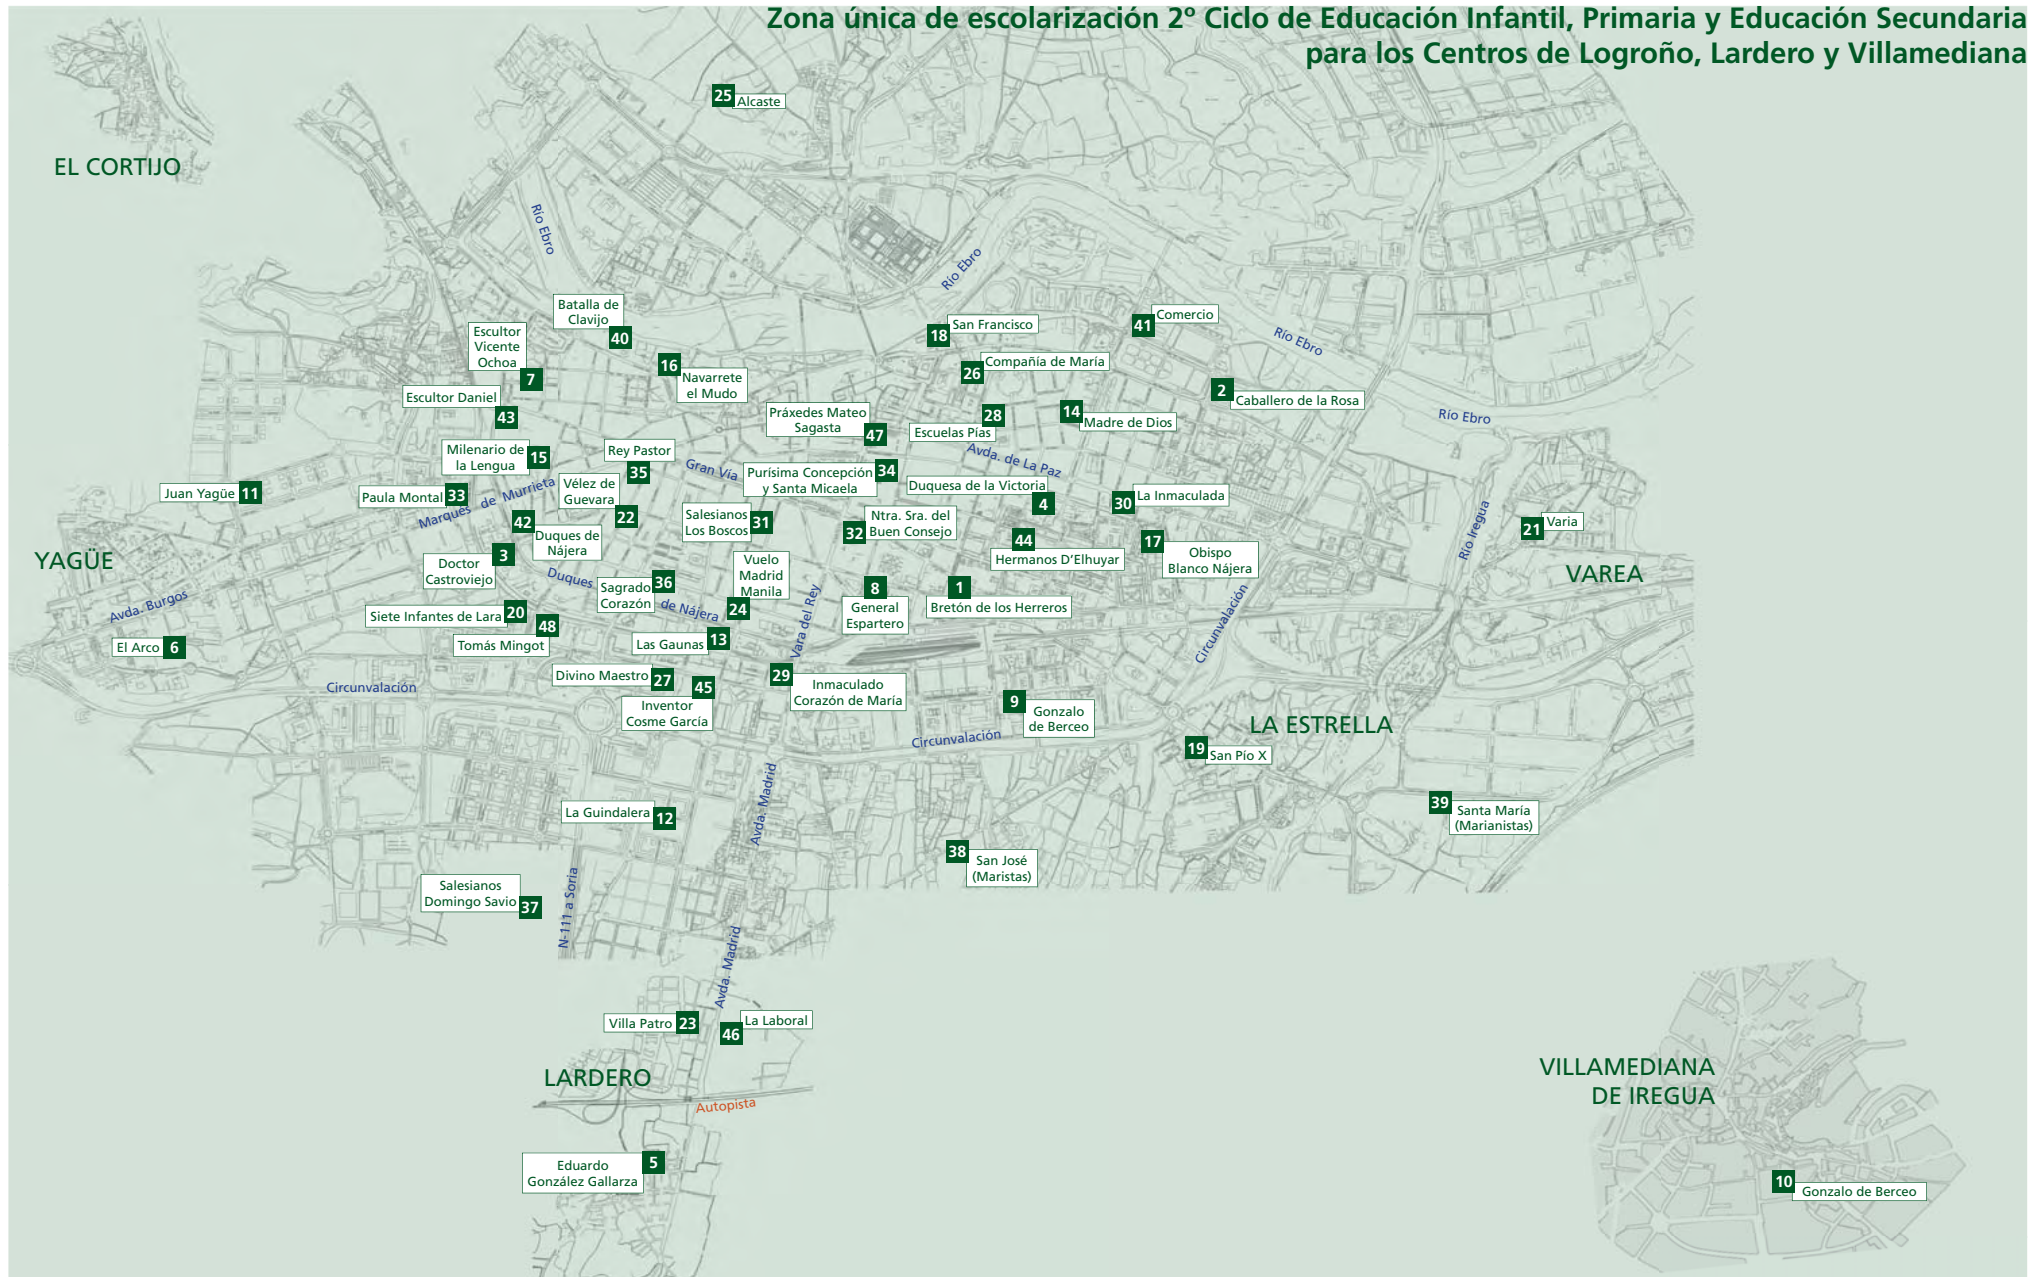 Zona única de escolarización 2º Ciclo de Educación Infantil, Primaria y Educación Secundaria
para los Centros de Logroño, Lardero y Villamediana
25
Alcaste
EL CORTIJO
Río Ebro
Río Ebro
Batalla de
Clavijo
40
Escultor
Vicente
Ochoa
7
18
San Francisco
41
Comercio
Río Ebro
16
Navarrete
el Mudo
26
Compañía de María
2
Caballero de la Rosa
Río Ebro
Escultor Daniel
43
Práxedes Mateo
Sagasta
47
28
Escuelas Pías
14
Madre de Dios
Avda. de La Paz
Milenario de
la Lengua
15
Rey Pastor
35
Gran Vía
Purísima Concepción
y Santa Micaela
34
Juan Yagüe
11
Paula Montal
33
Marqués de Murrieta
Vélez de
Guevara
22
Duquesa de la Victoria
4
30
La Inmaculada
Salesianos
Los Boscos
31
32
Ntra. Sra. del
Buen Consejo
42
Duques de
Nájera
44
Hermanos D’Elhuyar
17
Obispo
Blanco Nájera
Río Iregua
21
Varia
YAGÜE
VAREA
3
Doctor
Castroviejo
Duques de Nájera
Sagrado
Corazón
36
Vuelo
Madrid
Manila
24
Vara del Rey
8
General
Espartero
1
Bretón de los Herreros
Circunvalación
Avda. Burgos
Siete Infantes de Lara
20
48
Tomás Mingot
Las Gaunas
13
El Arco
6
Divino Maestro
27
45
Inventor
Cosme García
29
Inmaculado
Corazón de María
Circunvalación
9
Gonzalo
de Berceo
Circunvalación
LA ESTRELLA
19
San Pío X
La Guindalera
12
Avda. Madrid
39
Santa María
(Marianistas)
38
San José
(Maristas)
Salesianos
Domingo Savio
37
N-111 a Soria
Avda. Madrid
Villa Patro
23
46
La Laboral
LARDERO
Autopista
VILLAMEDIANA
DE IREGUA
Eduardo
González Gallarza
5
10
Gonzalo de Berceo